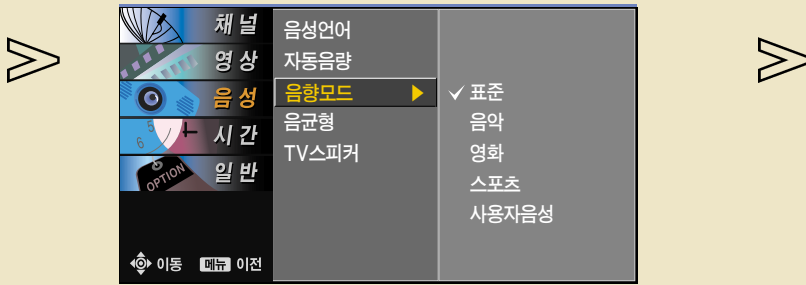 채널
영상
음성
시간
일반
OPTION
5
6
이동 메뉴 이전
음성언어
자동음량
음향모드
음균형
TV스피커
표준
음악
영화
스포츠
사용자음성